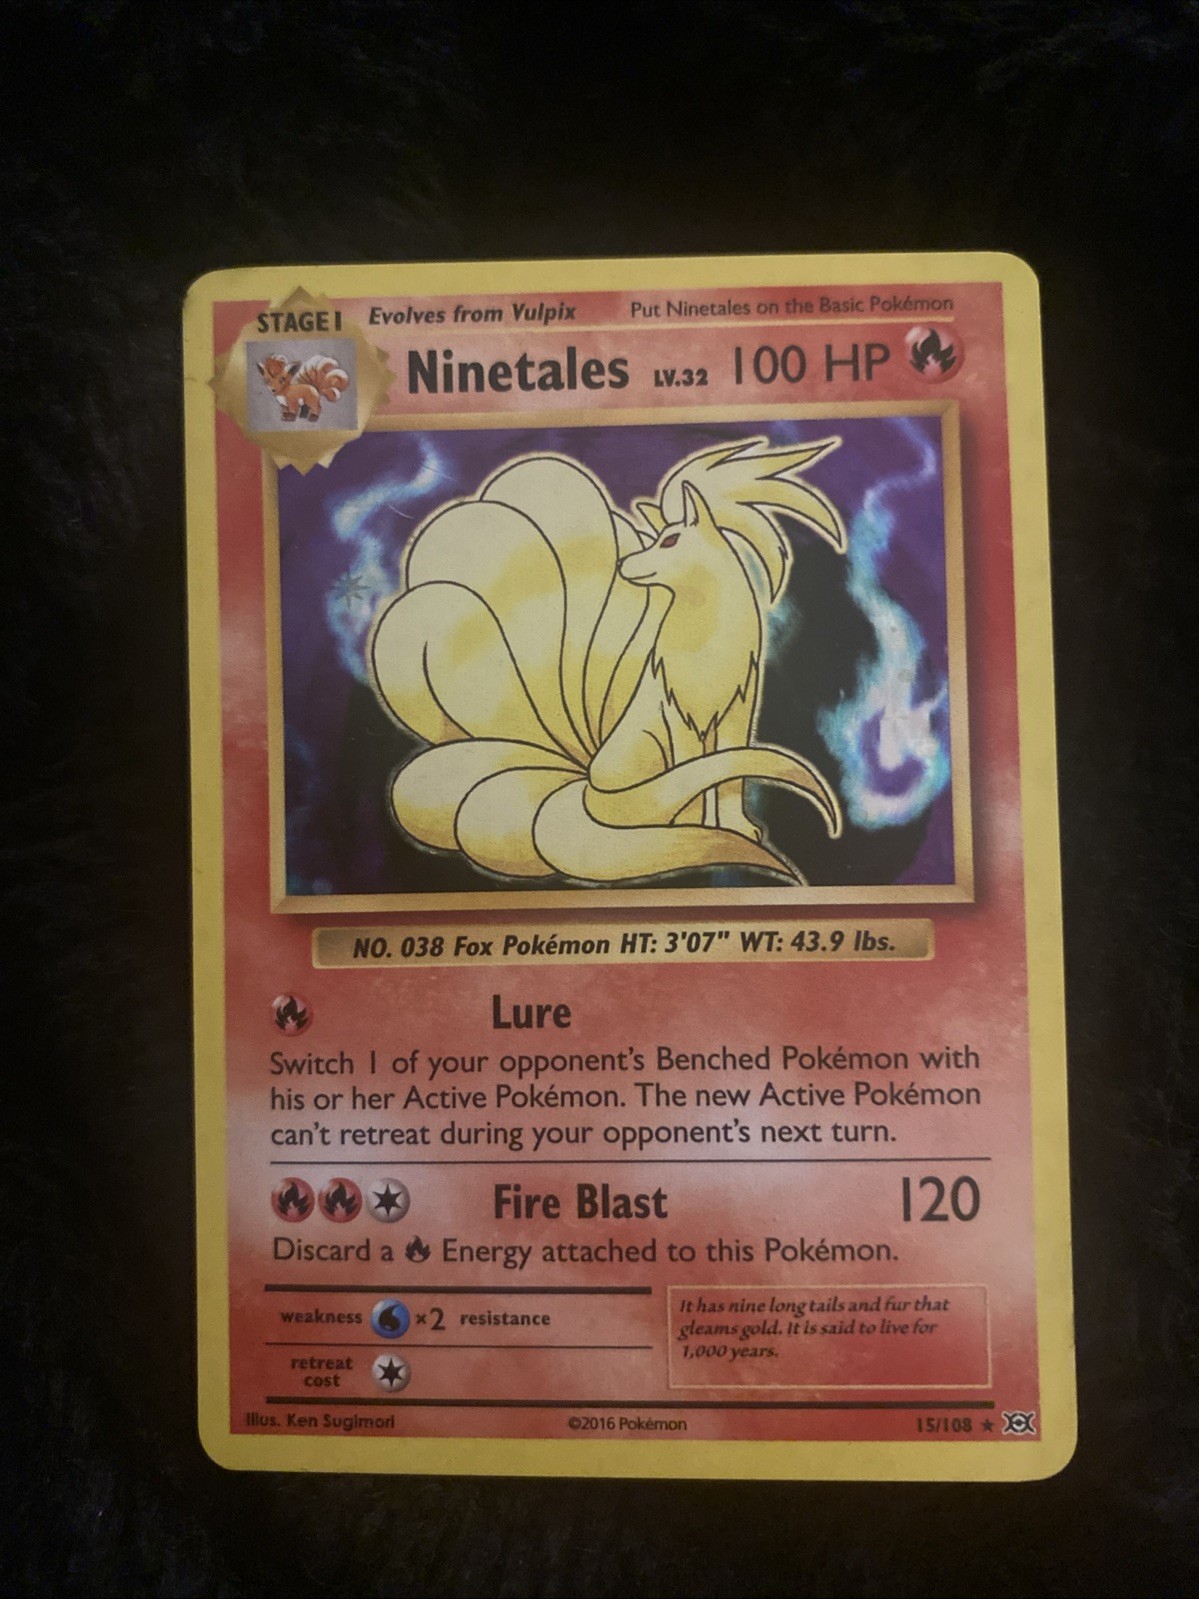 STAGE 1 Evolves from Vulpix Put Ninetales on the Basic Pokémon
Ninetales LV.32 100 HP
NO. 038 Fox Pokémon HT: 3'07" WT: 43.9 lbs.
Lure
Switch 1 of your opponent's Benched Pokémon with
his or her Active Pokémon. The new Active Pokémon
can't retreat during your opponent's next turn.
Fire Blast 120
Discard a Energy attached to this Pokémon.
weakness ×2 resistance
retreat
cost
It has nine long tails and fur that
gleams gold. It is said to live for
1,000 years.
Illus. Ken Sugimori ©2016 Pokémon 15/108 ★